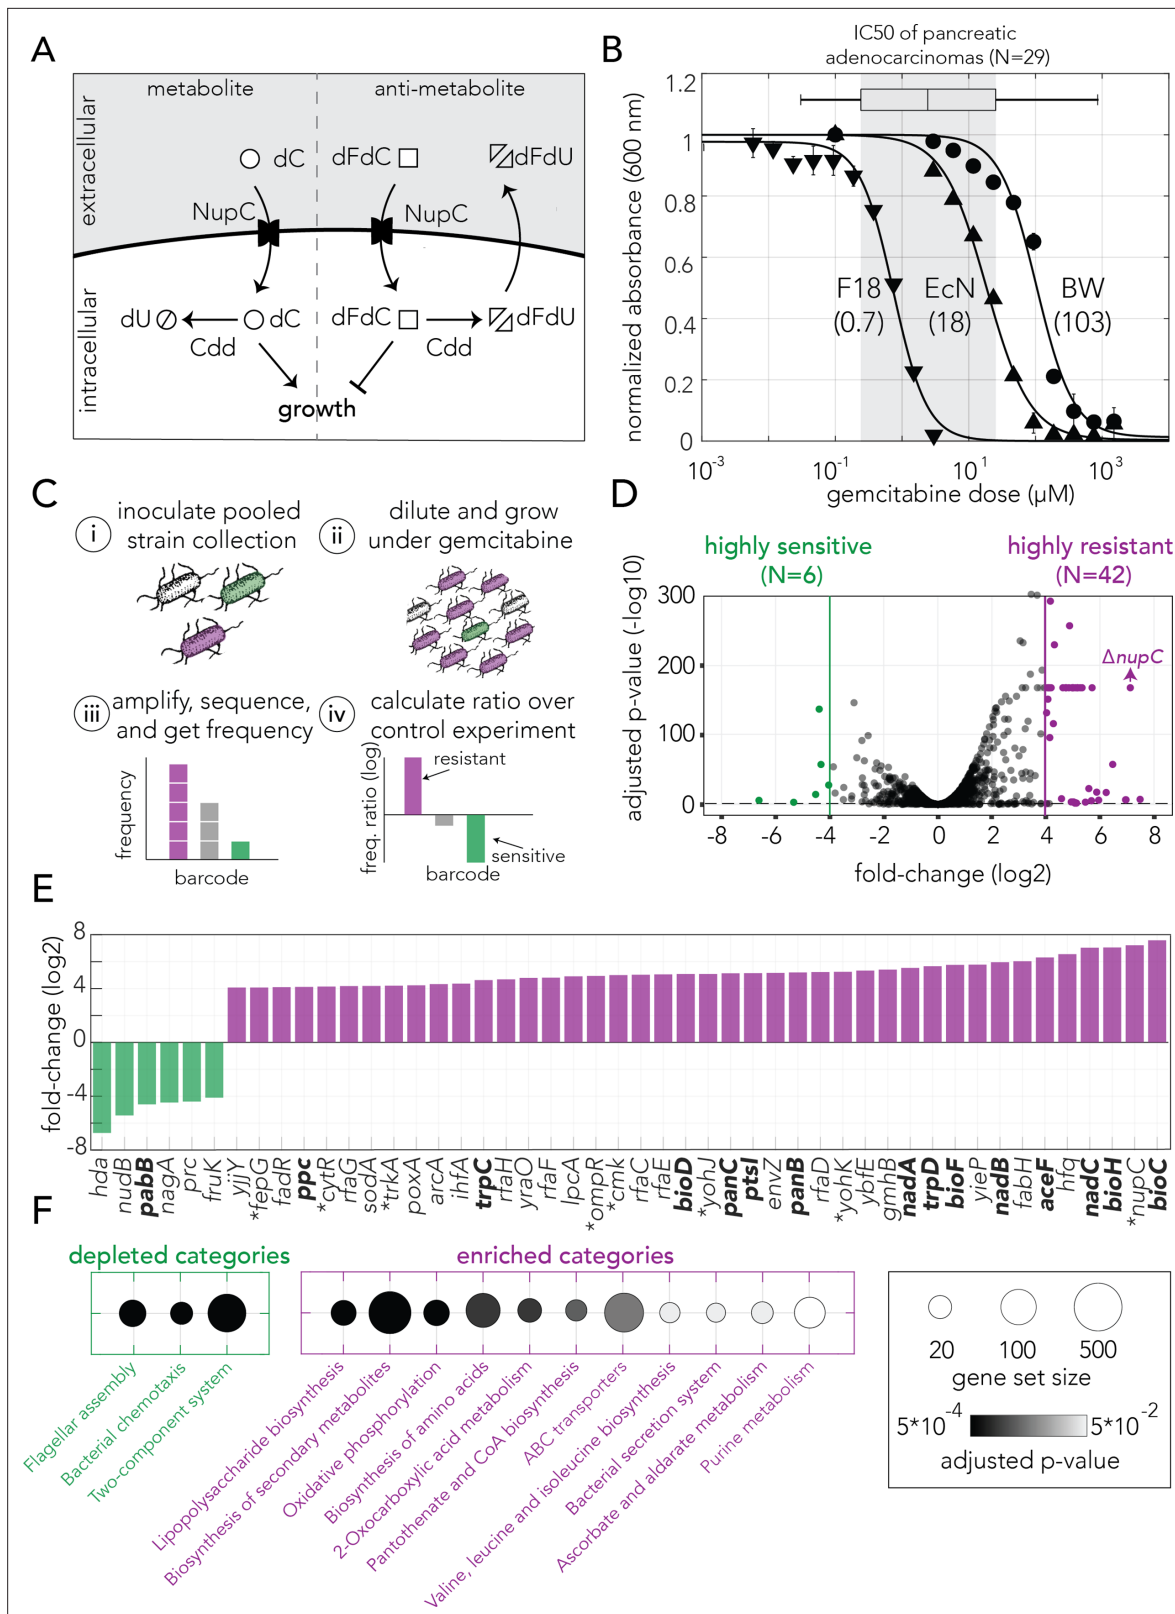 A
metabolite
anti-metabolite
extracellular
intracellular
dC
dFdC
dFdU
NupC
NupC
dU
dC
dFdC
dFdU
Cdd
Cdd
growth
B
IC50 of pancreatic
adenocarcinomas (N=29)
normalized absorbance (600 nm)
1.2
1
0.8
0.6
0.4
0.2
0
F18
(0.7)
EcN
(18)
BW
(103)
10-3
10-1
101
103
gemcitabine dose (µM)
C
i
inoculate pooled
strain collection
ii
dilute and grow
under gemcitabine
iii
amplify, sequence,
and get frequency
frequency
barcode
iv
calculate ratio over
control experiment
freq. ratio (log)
resistant
sensitive
barcode
D
highly sensitive
(N=6)
highly resistant
(N=42)
adjusted p-value (-log10)
300
200
100
0
ΔnupC
-8 -6 -4 -2 0 2 4 6 8
fold-change (log2)
E
fold-change (log2)
8
4
0
-4
-8
hda
nudB
pabB
nagA
prc
fruK
yjjY
*fepG
fadR
ppc
*cytR
rfaG
sodA
*trkA
poxA
arcA
ihfA
trpC
rfaH
yraO
rfaF
lpcA
*ompR
*cmk
rfaC
rfaE
bioD
*yohJ
panC
ptsI
envZ
panB
rfaD
*yohK
ybfE
gmhB
nadA
trpD
bioF
yieP
nadB
fabH
aceF
hfq
nadC
bioH
*nupC
bioC
F
depleted categories
enriched categories
Flagellar assembly
Bacterial chemotaxis
Two-component system
Lipopolysaccharide biosynthesis
Biosynthesis of secondary metabolites
Oxidative phosphorylation
Biosynthesis of amino acids
2-Oxocarboxylic acid metabolism
Pantothenate and CoA biosynthesis
ABC transporters
Valine, leucine and isoleucine biosynthesis
Bacterial secretion system
Ascorbate and aldarate metabolism
Purine metabolism
20 100 500
gene set size
5*10-4
5*10-2
adjusted p-value